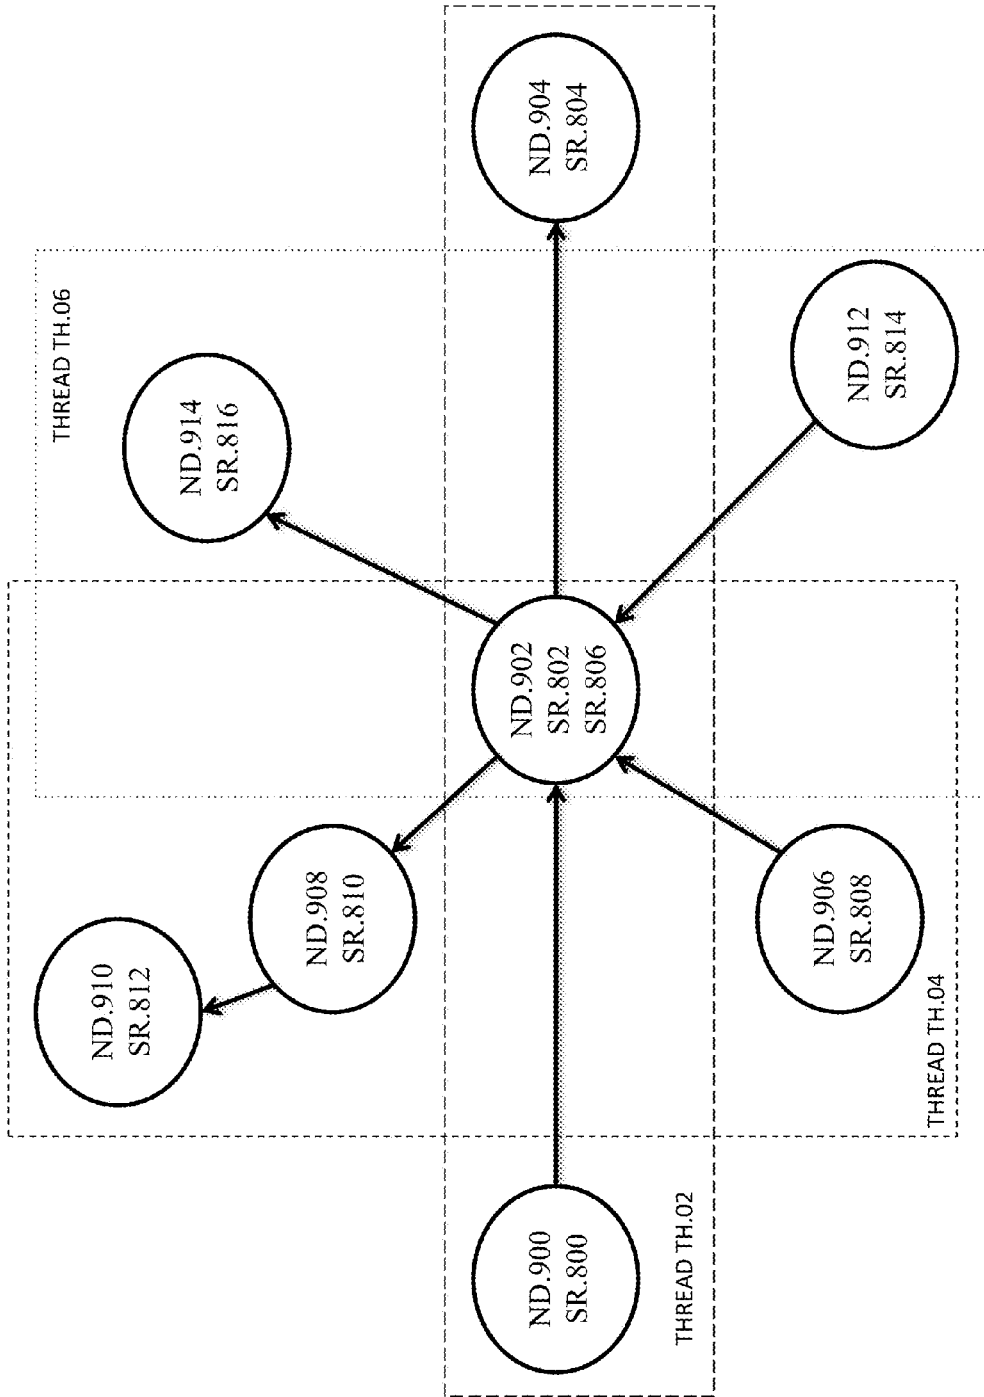 THREAD TH.06
ND.910
SR.812
ND.914
SR.816
ND.908
SR.810
ND.900
SR.800
ND.902
SR.802
SR.806
ND.904
SR.804
THREAD TH.02
ND.906
SR.808
ND.912
SR.814
THREAD TH.04